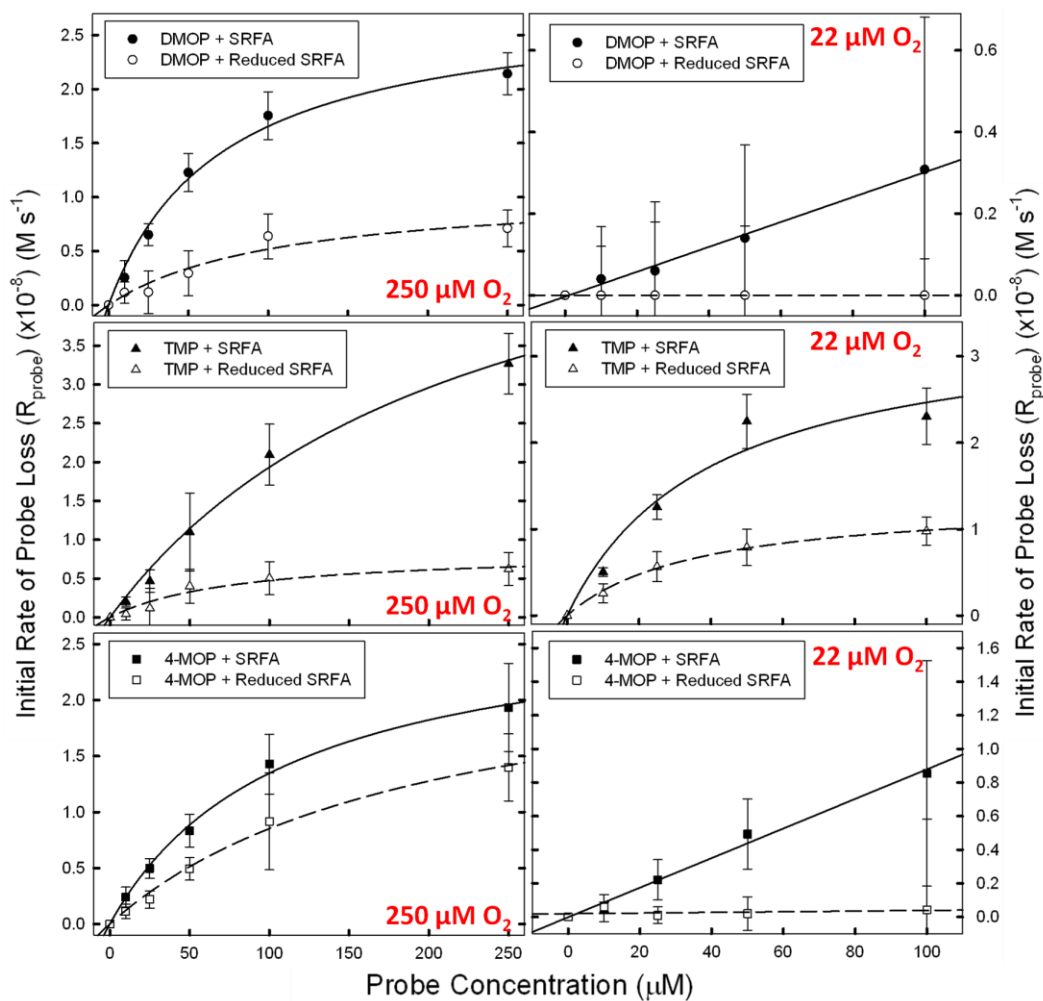 Initial Rate of Probe Loss (R_probe) (x10⁻⁸) (M s⁻¹)
DMOP + SRFA
DMOP + Reduced SRFA
250 μM O₂
2.5
2.0
1.5
1.0
0.5
0.0
22 μM O₂
DMOP + SRFA
DMOP + Reduced SRFA
0.6
0.4
0.2
0.0
TMP + SRFA
TMP + Reduced SRFA
250 μM O₂
3.5
3.0
2.5
2.0
1.5
1.0
0.5
0.0
22 μM O₂
TMP + SRFA
TMP + Reduced SRFA
3
2
1
0
4-MOP + SRFA
4-MOP + Reduced SRFA
250 μM O₂
2.5
2.0
1.5
1.0
0.5
0.0
0 50 100 150 200 250
22 μM O₂
4-MOP + SRFA
4-MOP + Reduced SRFA
1.6
1.4
1.2
1.0
0.8
0.6
0.4
0.2
0.0
0 20 40 60 80 100
Initial Rate of Probe Loss (R_probe) (x10⁻⁸) (M s⁻¹)
Probe Concentration (μM)